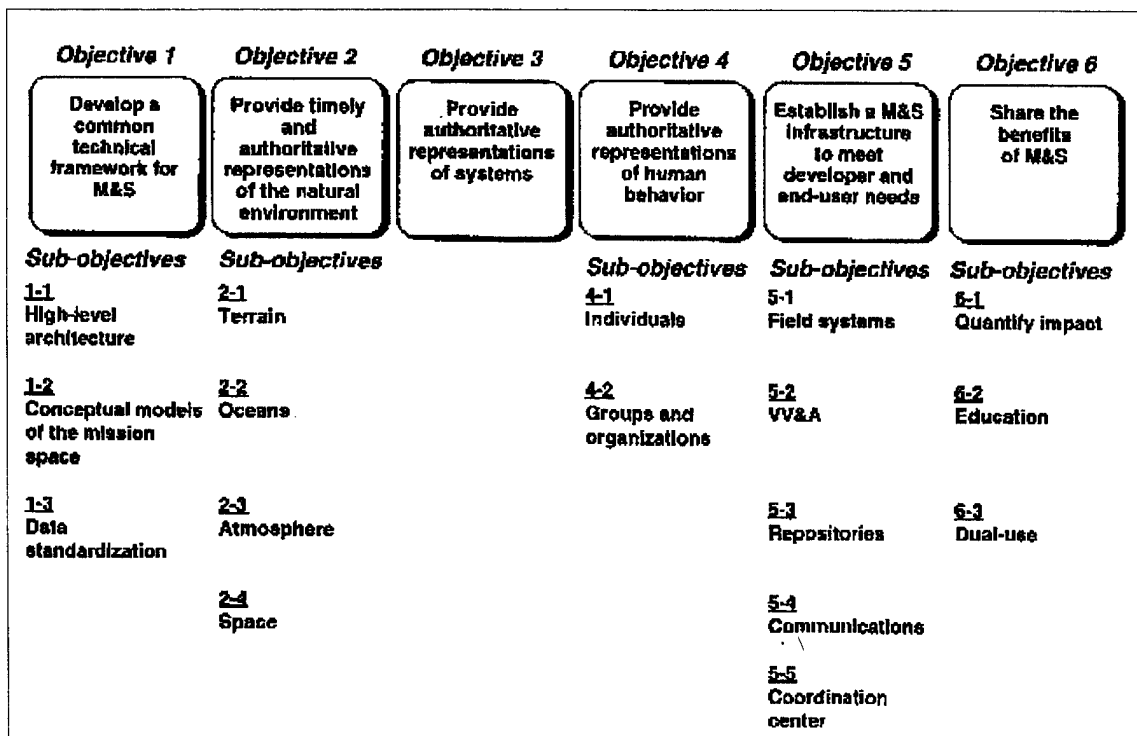 Objective 1
Develop a
common
technical
framework for
M&S
Sub-objectives
1-1
High-level
architecture
1-2
Conceptual models
of the mission
space
1-3
Data
standardization
Objective 2
Provide timely
and
authoritative
representations
of the natural
environment
Sub-objectives
2-1
Terrain
2-2
Oceans
2-3
Atmosphere
2-4
Space
Objective 3
Provide
authoritative
representations
of systems
Objective 4
Provide
authoritative
representations
of human
behavior
Sub-objectives
4-1
Individuals
4-2
Groups and
organizations
Objective 5
Establish a M&S
infrastructure
to meet
developer and
end-user needs
Sub-objectives
5-1
Field systems
5-2
VV&A
5-3
Repositories
5-4
Communications
5-5
Coordination
center
Objective 6
Share the
benefits
of M&S
Sub-objectives
6-1
Quantify impact
6-2
Education
6-3
Dual-use